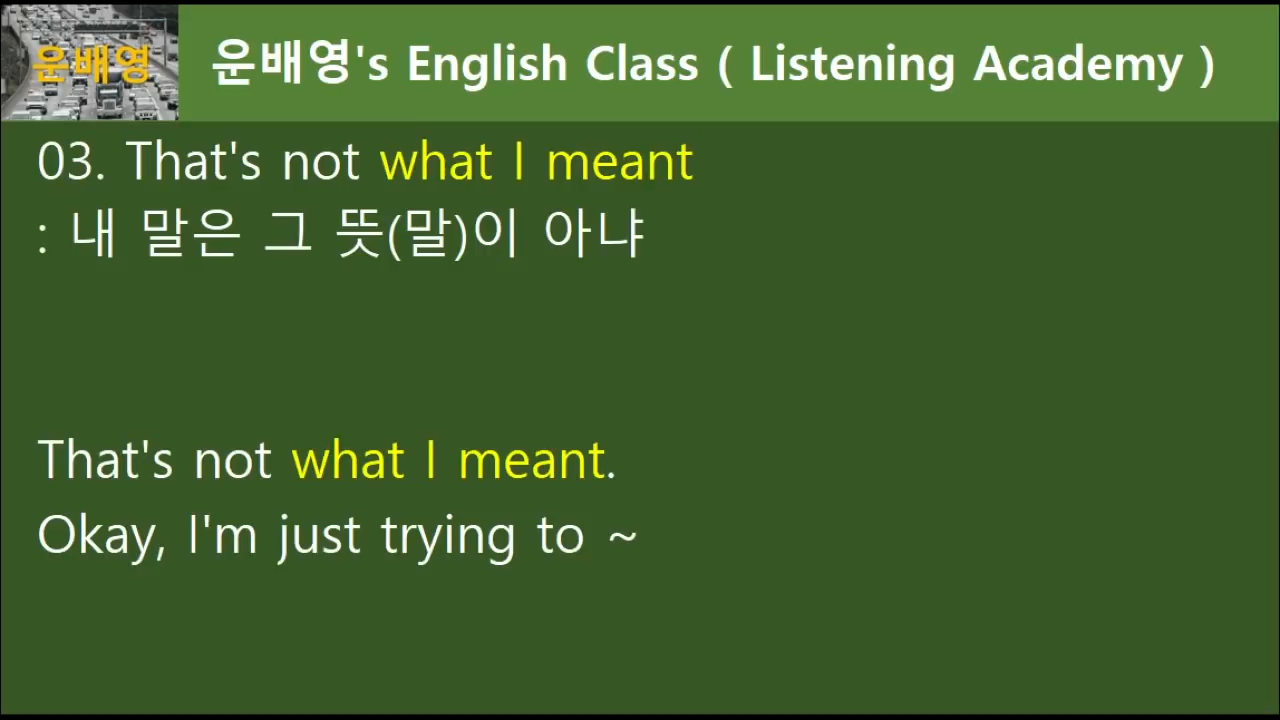 운배영
운배영's English Class ( Listening Academy )
03. That's not what I meant
: 내 말은 그 뜻(말)이 아냐
That's not what I meant.
Okay, I'm just trying to ~